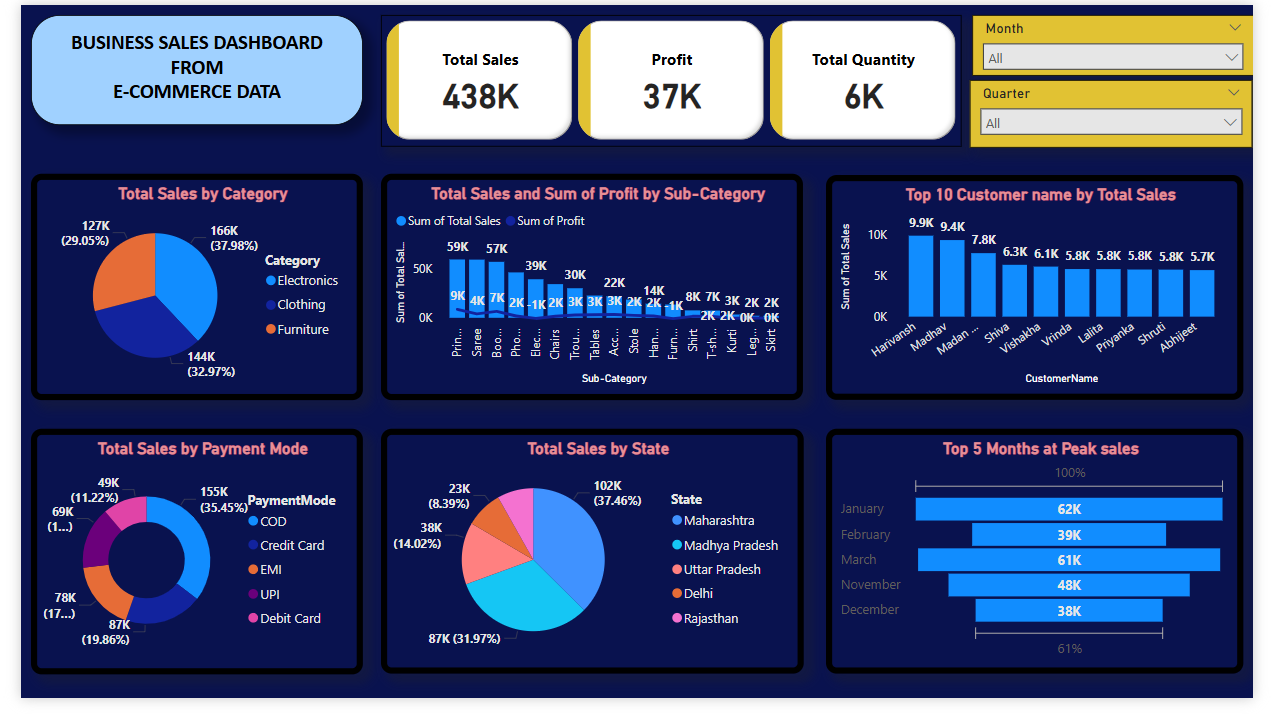 BUSINESS SALES DASHBOARD
FROM
E-COMMERCE DATA
Total Sales
438K
Profit
37K
Total Quantity
6K
Month
All
Quarter
All
Total Sales by Category
127K
(29.05%)
166K
(37.98%)
144K
(32.97%)
Category
Electronics
Clothing
Furniture
Total Sales and Sum of Profit by Sub-Category
Sum of Total Sales Sum of Profit
Sum of Total Sal...
50K
0K
59K 57K 39K 30K 22K 14K 8K 7K 3K 2K 2K
9K 4K 7K 2K -1K 2K 3K 3K 3K 2K 2K -1K 2K 2K 0K 0K
Prin... Saree Boo... Pho... Elec... Chairs Trou... Tables Acc... Stole Han... Furn... Shirt T-sh... Kurti Leg... Skirt
Sub-Category
Top 10 Customer name by Total Sales
Sum of Total Sales
10K
5K
0K
9.9K 9.4K 7.8K 6.3K 6.1K 5.8K 5.8K 5.8K 5.8K 5.7K
Harivansh Madhav Madan ... Shiva Vishakha Vrinda Lalita Priyanka Shruti Abhijeet
CustomerName
Total Sales by Payment Mode
49K
(11.22%)
155K
(35.45%)
69K
(1...)
78K
(17...)
87K
(19.86%)
PaymentMode
COD
Credit Card
EMI
UPI
Debit Card
Total Sales by State
23K
(8.39%)
102K
(37.46%)
38K
(14.02%)
87K (31.97%)
State
Maharashtra
Madhya Pradesh
Uttar Pradesh
Delhi
Rajasthan
Top 5 Months at Peak sales
100%
January 62K
February 39K
March 61K
November 48K
December 38K
61%